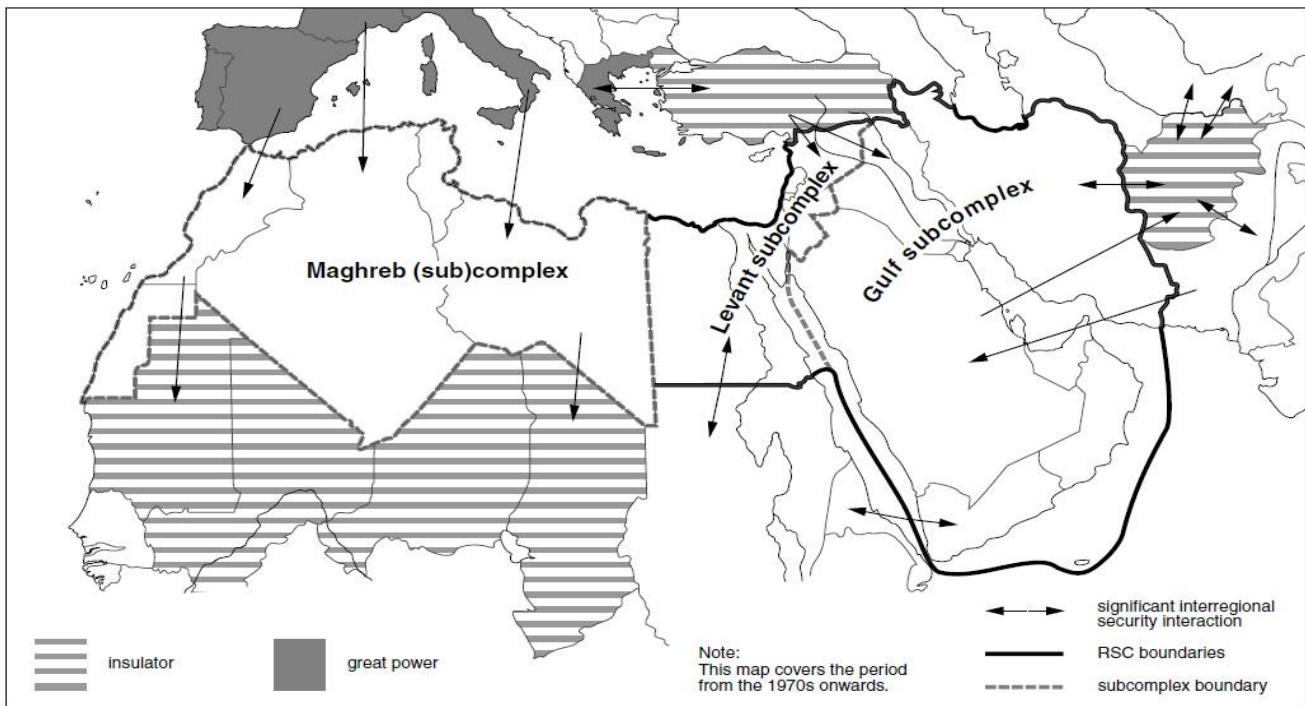 Maghreb (sub)complex
Levant subcomplex
Gulf subcomplex
insulator
great power
Note:
This map covers the period
from the 1970s onwards.
significant interregional
security interaction
RSC boundaries
subcomplex boundary